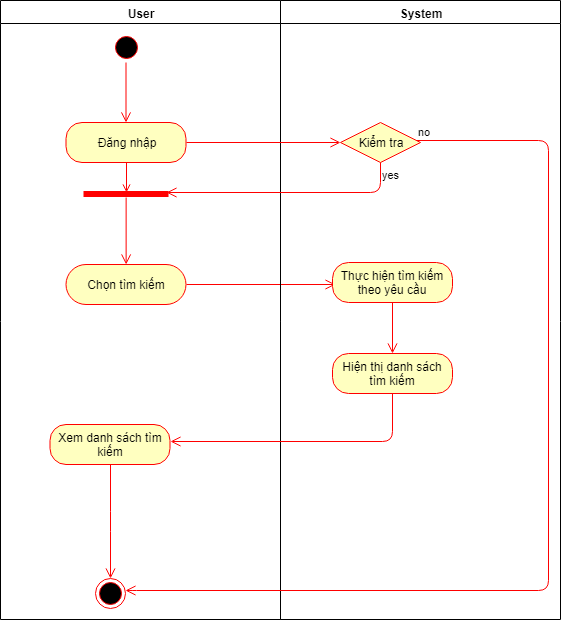 User
System
Đăng nhập
Kiểm tra
no
yes
Chọn tìm kiếm
Thực hiện tìm kiếm
theo yêu cầu
Hiện thị danh sách
tìm kiếm
Xem danh sách tìm
kiếm